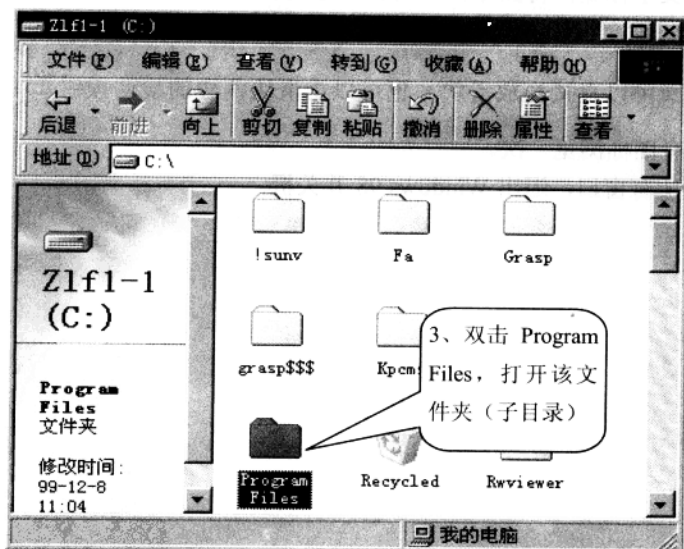 Zlf1-1 (C:)
文件(F) 编辑(E) 查看(V) 转到(G) 收藏(A) 帮助(H)
后退 前进 向上 剪切 复制 粘贴 撤消 删除 属性 查看
地址(D) C:\
Zlf1-1
(C:)
Program
Files
文件夹
修改时间:
99-12-8
11:04
!sunv Fa Grasp
grasp$$$
3、双击 Program
Files，打开该文
件夹（子目录）
Program
Files
Recycled Rwviewer
我的电脑